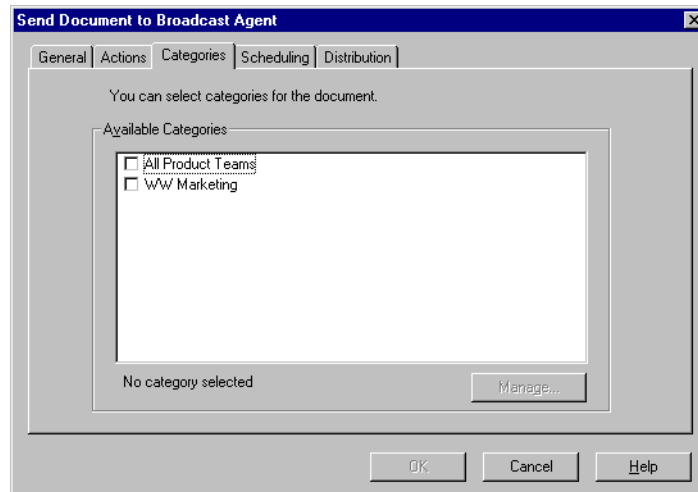 Send Document to Broadcast Agent
General Actions Categories Scheduling Distribution
You can select categories for the document.
Available Categories
All Product Teams
WW Marketing
No category selected
Manage...
OK Cancel Help